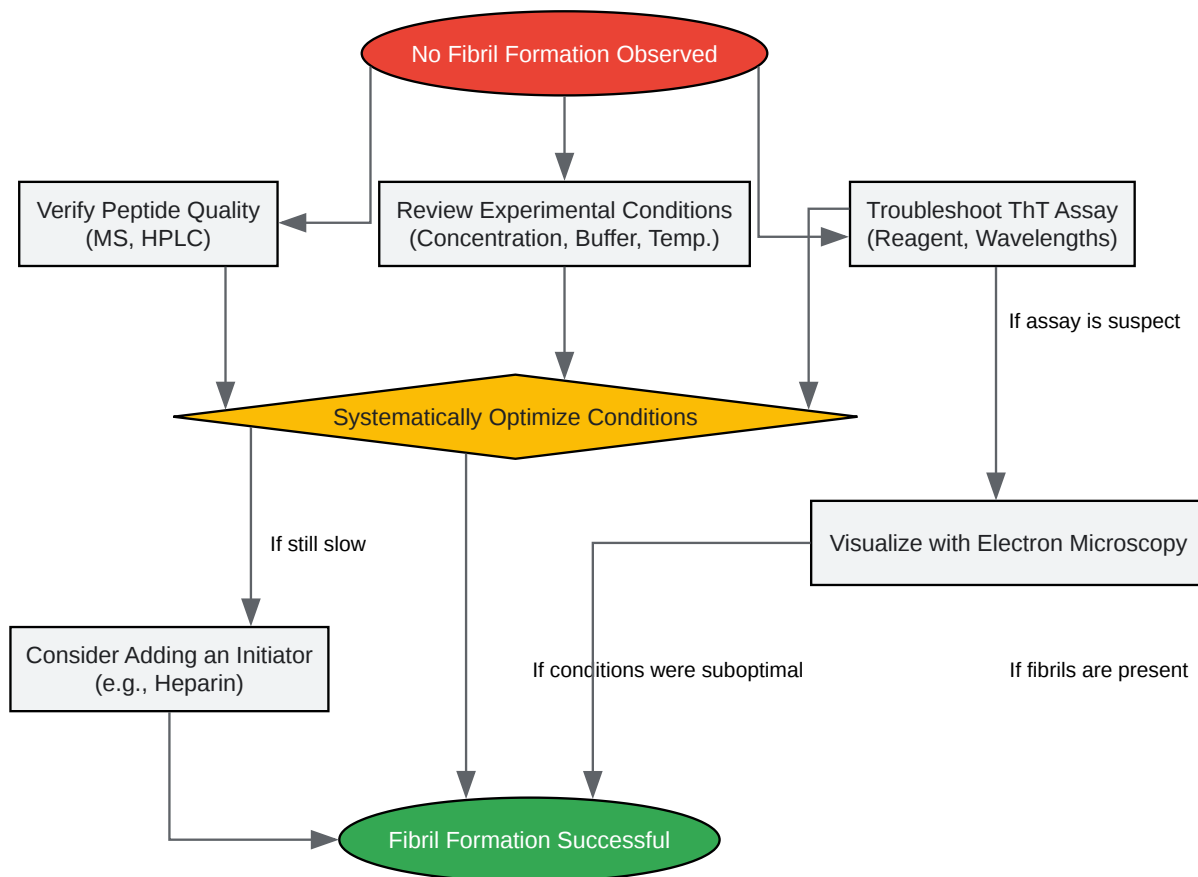 No Fibril Formation Observed
Verify Peptide Quality
(MS, HPLC)
Review Experimental Conditions
(Concentration, Buffer, Temp.)
Troubleshoot ThT Assay
(Reagent, Wavelengths)
If assay is suspect
Systematically Optimize Conditions
If still slow
Visualize with Electron Microscopy
Consider Adding an Initiator
(e.g., Heparin)
If conditions were suboptimal
If fibrils are present
Fibril Formation Successful